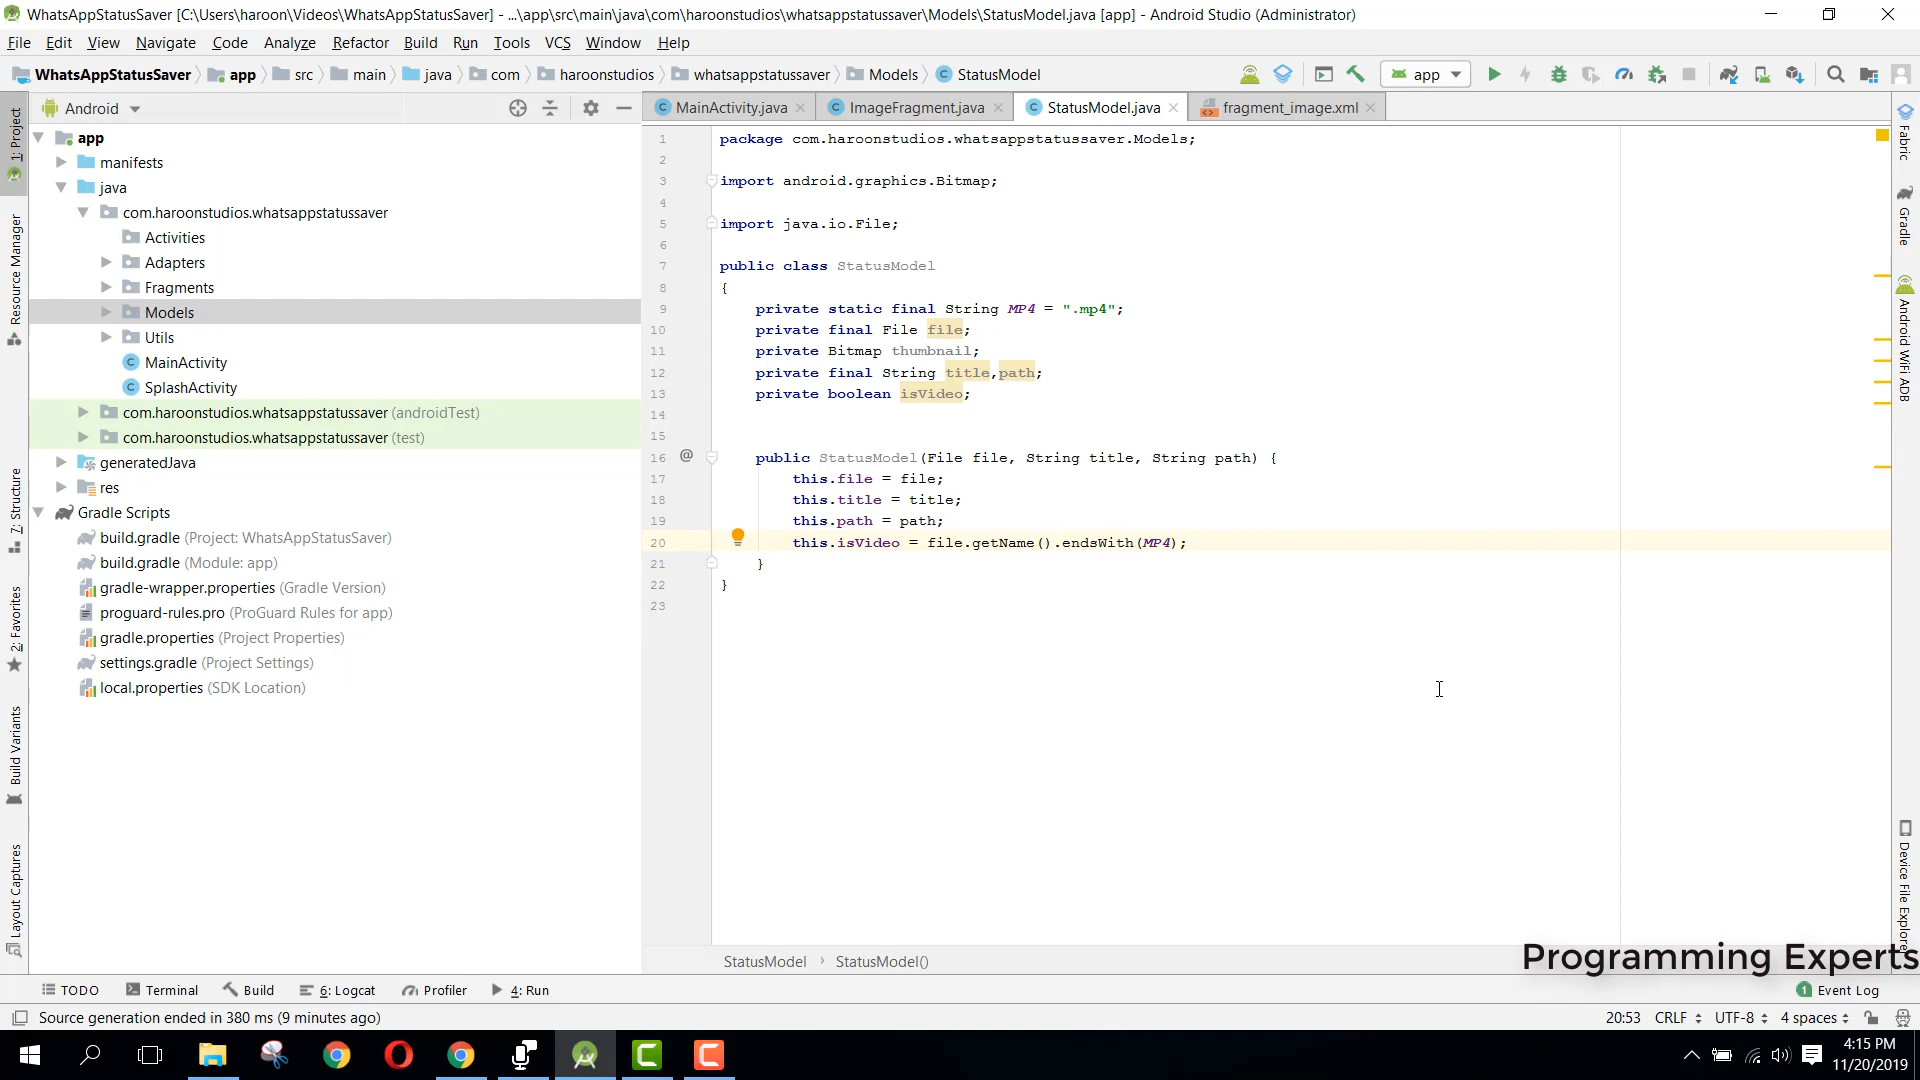 WhatsAppStatusSaver [C:\Users\haroon\Videos\WhatsAppStatusSaver] - ...\app\src\main\java\com\haroonstudios\whatsappstatussaver\Models\StatusModel.java [app] - Android Studio (Administrator)
File Edit View Navigate Code Analyze Refactor Build Run Tools VCS Window Help
WhatsAppStatusSaver app src main java com haroonstudios whatsappstatussaver Models StatusModel app
Android
MainActivity.java ImageFragment.java StatusModel.java fragment_image.xml
1: Project
Resource Manager
7: Structure
2: Favorites
Build Variants
Layout Captures
app
manifests
java
com.haroonstudios.whatsappstatussaver
Activities
Adapters
Fragments
Models
Utils
MainActivity
SplashActivity
com.haroonstudios.whatsappstatussaver (androidTest)
com.haroonstudios.whatsappstatussaver (test)
generatedJava
res
Gradle Scripts
build.gradle (Project: WhatsAppStatusSaver)
build.gradle (Module: app)
gradle-wrapper.properties (Gradle Version)
proguard-rules.pro (ProGuard Rules for app)
gradle.properties (Project Properties)
settings.gradle (Project Settings)
local.properties (SDK Location)
1 package com.haroonstudios.whatsappstatussaver.Models;
2
3 import android.graphics.Bitmap;
4
5 import java.io.File;
6
7 public class StatusModel
8 {
9 private static final String MP4 = ".mp4";
10 private final File file;
11 private Bitmap thumbnail;
12 private final String title,path;
13 private boolean isVideo;
14
15
16 @ public StatusModel(File file, String title, String path) {
17 this.file = file;
18 this.title = title;
19 this.path = path;
20 this.isVideo = file.getName().endsWith(MP4);
21 }
22 }
23
StatusModel › StatusModel()
Fabric
Gradle
Android WiFi ADB
Device File Explorer
Programming Experts
TODO Terminal Build 6: Logcat Profiler 4: Run 1 Event Log
Source generation ended in 380 ms (9 minutes ago) 20:53 CRLF UTF-8 4 spaces
4:15 PM
11/20/2019